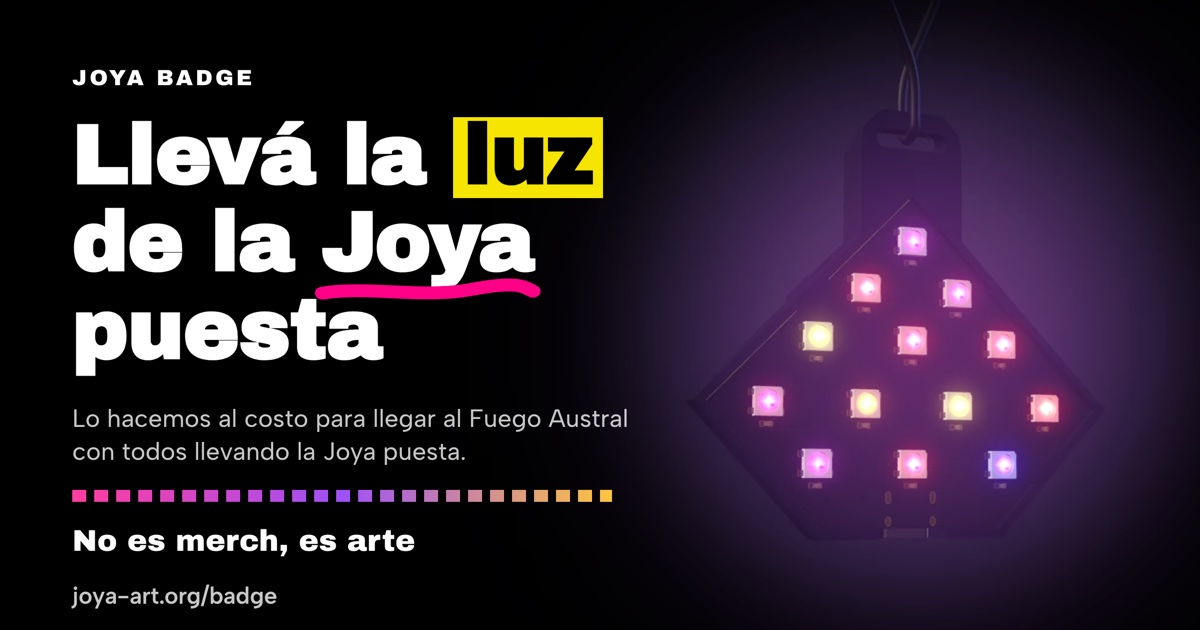 JOYA BADGE
Llevá la luz
de la Joya
puesta
Lo hacemos al costo para llegar al Fuego Austral
con todos llevando la Joya puesta.
No es merch, es arte
joya-art.org/badge